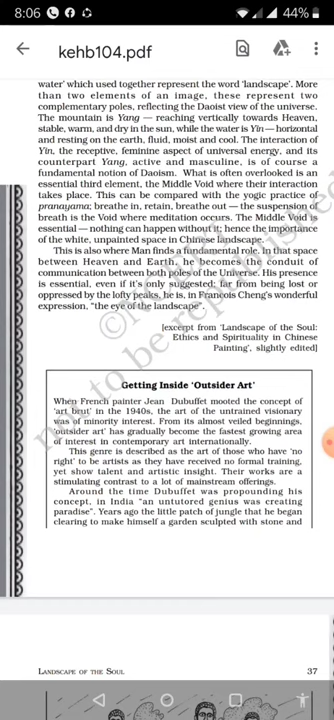 8:06
44%
kehb104.pdf
water' which used together represent the word 'landscape'. More
than two elements of an image, these represent two
complementary poles, reflecting the Daoist view of the universe.
The mountain is Yang — reaching vertically towards Heaven,
stable, warm, and dry in the sun, while the water is Yin — horizontal
and resting on the earth, fluid, moist and cool. The interaction of
Yin, the receptive, feminine aspect of universal energy, and its
counterpart Yang, active and masculine, is of course a
fundamental notion of Daoism. What is often overlooked is an
essential third element, the Middle Void where their interaction
takes place. This can be compared with the yogic practice of
pranayama; breathe in, retain, breathe out — the suspension of
breath is the Void where meditation occurs. The Middle Void is
essential — nothing can happen without it; hence the importance
of the white, unpainted space in Chinese landscape.
This is also where Man finds a fundamental role. In that space
between Heaven and Earth, he becomes the conduit of
communication between both poles of the Universe. His presence
is essential, even if it's only suggested; far from being lost or
oppressed by the lofty peaks, he is, in Francois Cheng's wonderful
expression, "the eye of the landscape".
[excerpt from 'Landscape of the Soul:
Ethics and Spirituality in Chinese
Painting', slightly edited]
Getting Inside 'Outsider Art'
When French painter Jean Dubuffet mooted the concept of
'art brut' in the 1940s, the art of the untrained visionary
was of minority interest. From its almost veiled beginnings,
'outsider art' has gradually become the fastest growing area
of interest in contemporary art internationally.
This genre is described as the art of those who have 'no
right' to be artists as they have received no formal training,
yet show talent and artistic insight. Their works are a
stimulating contrast to a lot of mainstream offerings.
Around the time Dubuffet was propounding his
concept, in India "an untutored genius was creating
paradise". Years ago the little patch of jungle that he began
clearing to make himself a garden sculpted with stone and
LANDSCAPE OF THE SOUL 37
© NCERT
not to be republished